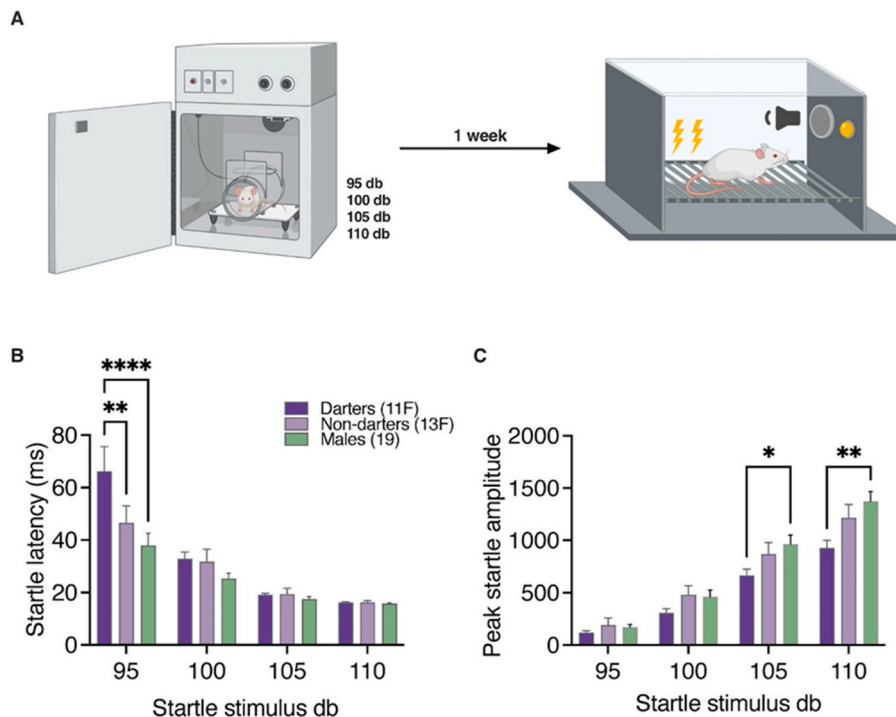 A
1 week
95 db
100 db
105 db
110 db
B
****
**
Darters (11F)
Non-darters (13F)
Males (19)
Startle latency (ms)
80
60
40
20
0
95 100 105 110
Startle stimulus db
C
*
**
Peak startle amplitude
2000
1500
1000
500
0
95 100 105 110
Startle stimulus db